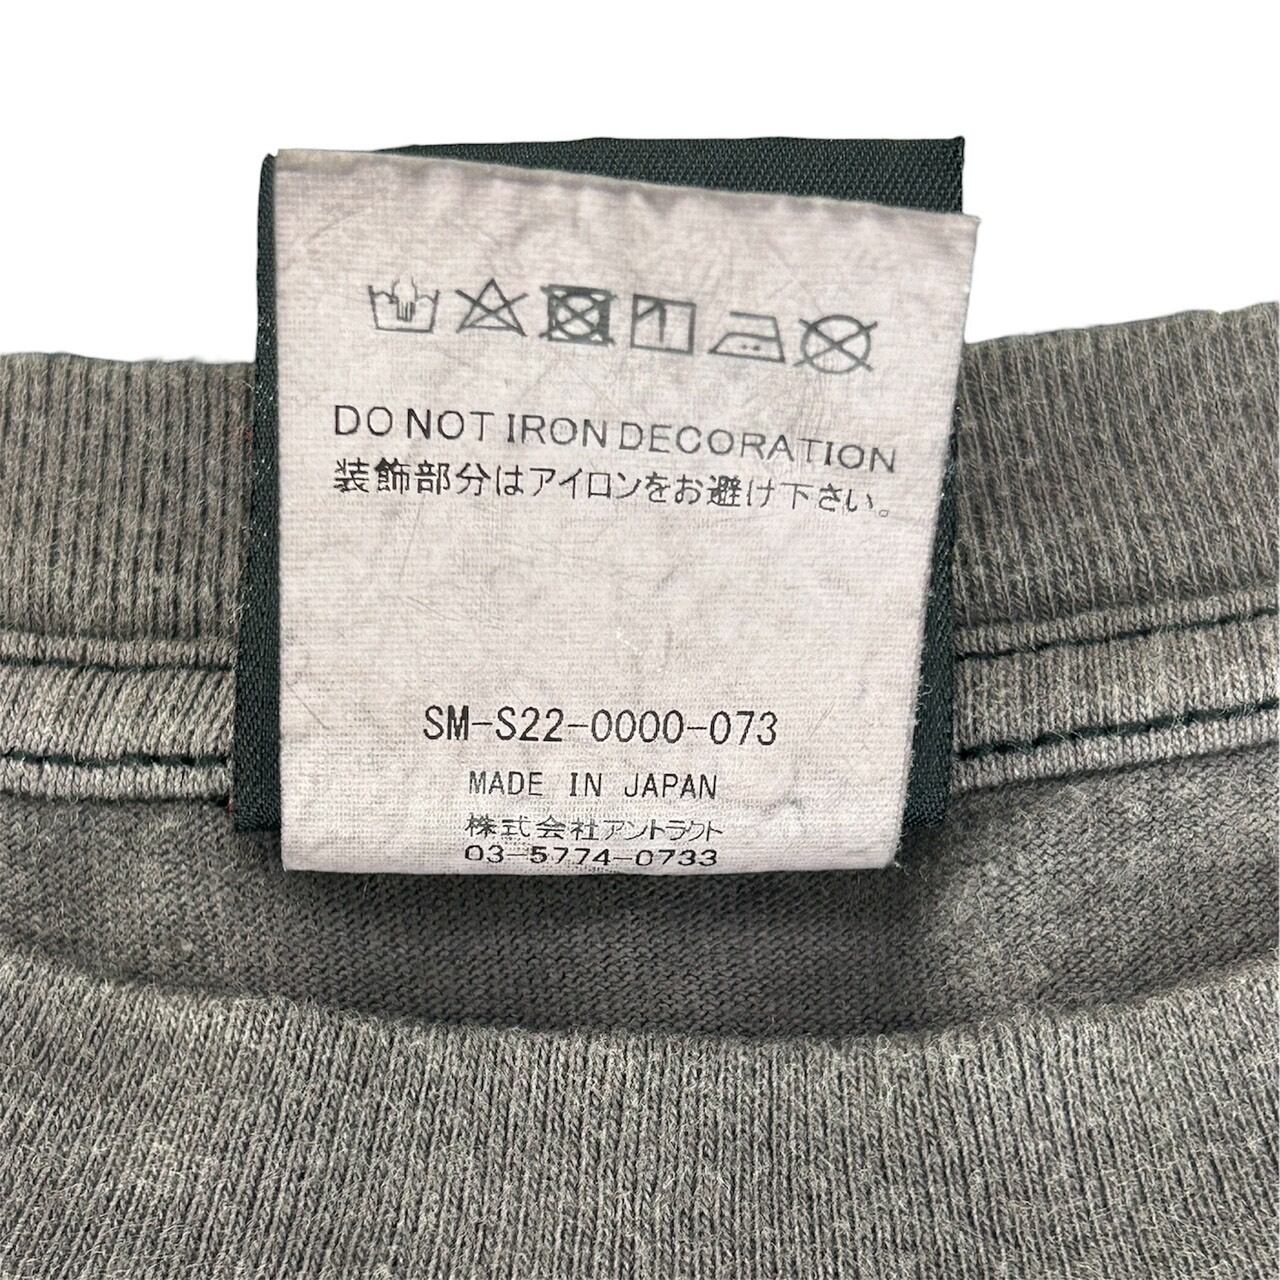 DO NOT IRON DECORATION
装飾部分はアイロンをお避け下さい。
SM-S22-0000-073
MADE IN JAPAN
株式会社アントラクト
03-5774-0733